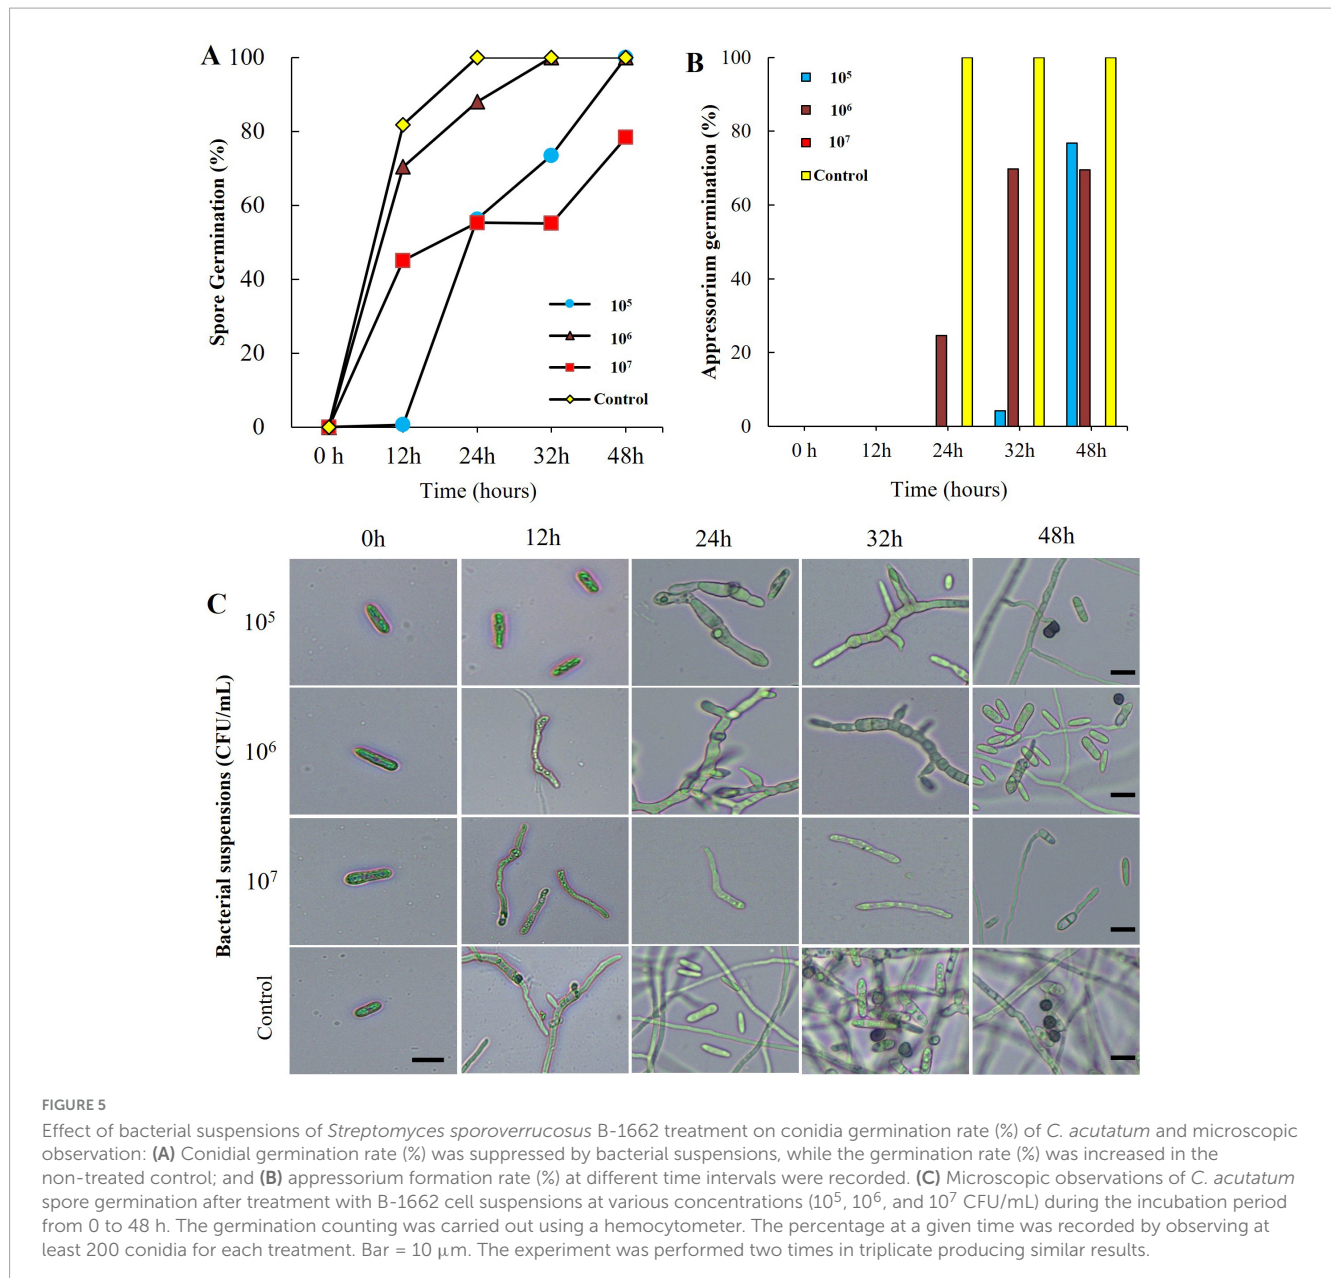 A
100
80
60
40
20
0
Spore Germination (%)
10⁵
10⁶
10⁷
Control
0 h 12h 24h 32h 48h
Time (hours)
B
100
80
60
40
20
0
Appressorium germination (%)
10⁵
10⁶
10⁷
Control
0 h 12h 24h 32h 48h
Time (hours)
C
0h 12h 24h 32h 48h
Bacterial suspensions (CFU/mL)
10⁵
10⁶
10⁷
Control
FIGURE 5
Effect of bacterial suspensions of Streptomyces sporoverrucosus B-1662 treatment on conidia germination rate (%) of C. acutatum and microscopic
observation: (A) Conidial germination rate (%) was suppressed by bacterial suspensions, while the germination rate (%) was increased in the
non-treated control; and (B) appressorium formation rate (%) at different time intervals were recorded. (C) Microscopic observations of C. acutatum
spore germination after treatment with B-1662 cell suspensions at various concentrations (10⁵, 10⁶, and 10⁷ CFU/mL) during the incubation period
from 0 to 48 h. The germination counting was carried out using a hemocytometer. The percentage at a given time was recorded by observing at
least 200 conidia for each treatment. Bar = 10 μm. The experiment was performed two times in triplicate producing similar results.